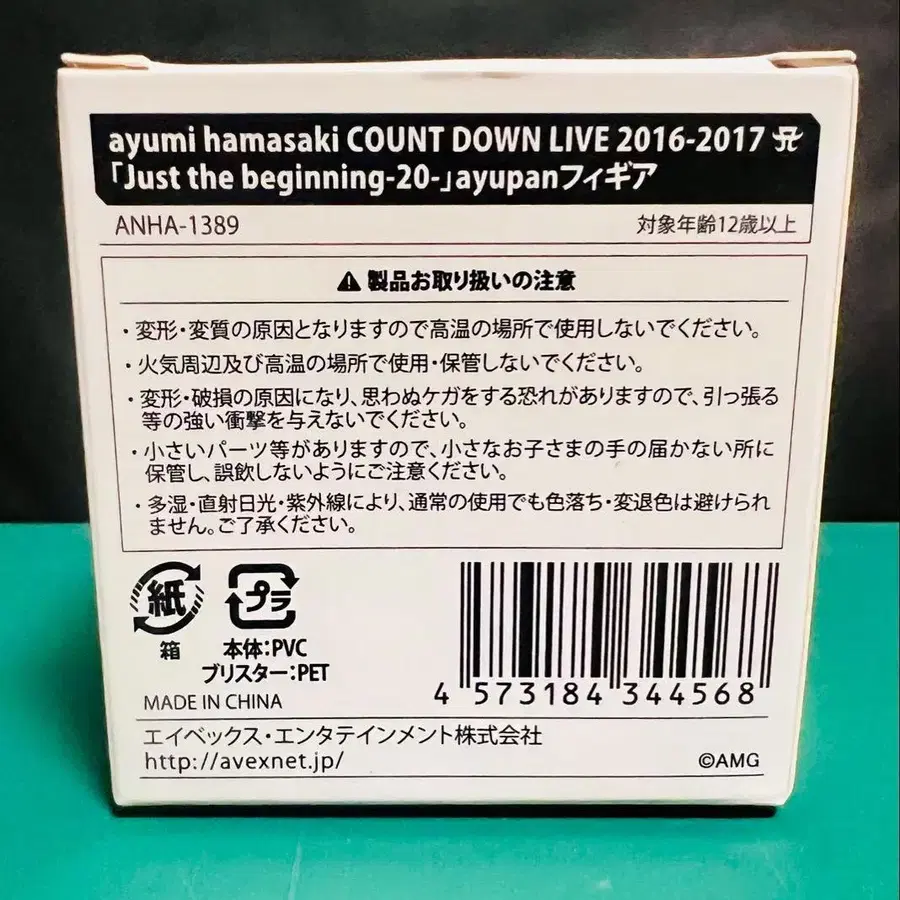 ayumi hamasaki COUNT DOWN LIVE 2016-2017
「Just the beginning-20-」ayupanフィギア
ANHA-1389 対象年齢12歳以上
製品お取り扱いの注意
・変形・変質の原因となりますので高温の場所で使用しないでください。
・火気周辺及び高温の場所で使用・保管しないでください。
・変形・破損の原因になり、思わぬケガをする恐れがありますので、引っ張る
等の強い衝撃を与えないでください。
・小さいパーツ等がありますので、小さなお子さまの手の届かない所に
保管し、誤飲しないようにご注意ください。
・多湿・直射日光・紫外線により、通常の使用でも色落ち・変退色は避けられ
ません。ご了承ください。
紙
箱
プラ
本体:PVC
ブリスター:PET
4 573184 344568
MADE IN CHINA
エイベックス・エンタテインメント株式会社
http://avexnet.jp/ ©AMG